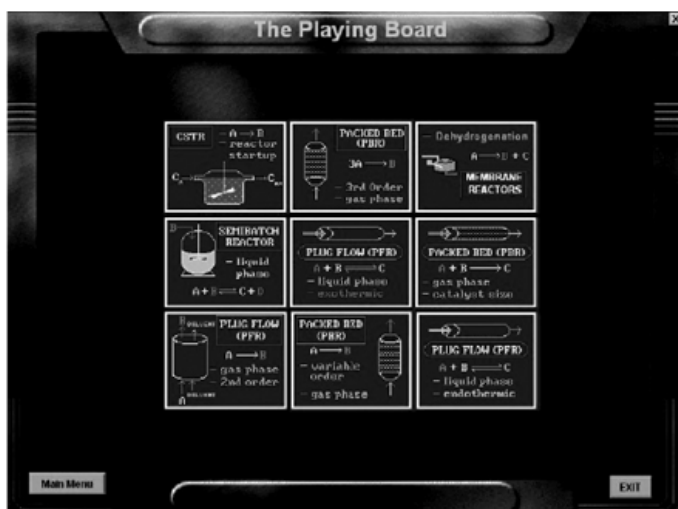 The Playing Board
CSTR
A → B
- reactor
startup
PACKED BED
(PBR)
3A → B
- 3rd Order
- gas phase
- Dehydrogenation
A → B + C
MEMBRANE
REACTORS
B
SEMIBATCH
REACTOR
- liquid
phase
A + B ⇌ C + D
PLUG FLOW (PFR)
A + B ⇌ C
- liquid phase
- exothermic
PACKED BED (PBR)
A + B → C
- gas phase
- catalyst size
B
PLUG FLOW
(PFR)
A → B
- gas phase
- 2nd order
A
PACKED BED
(PBR)
A → B
- variable
order
- gas phase
PLUG FLOW (PFR)
A + B ⇌ C
- liquid phase
- endothermic
Main Menu
EXIT